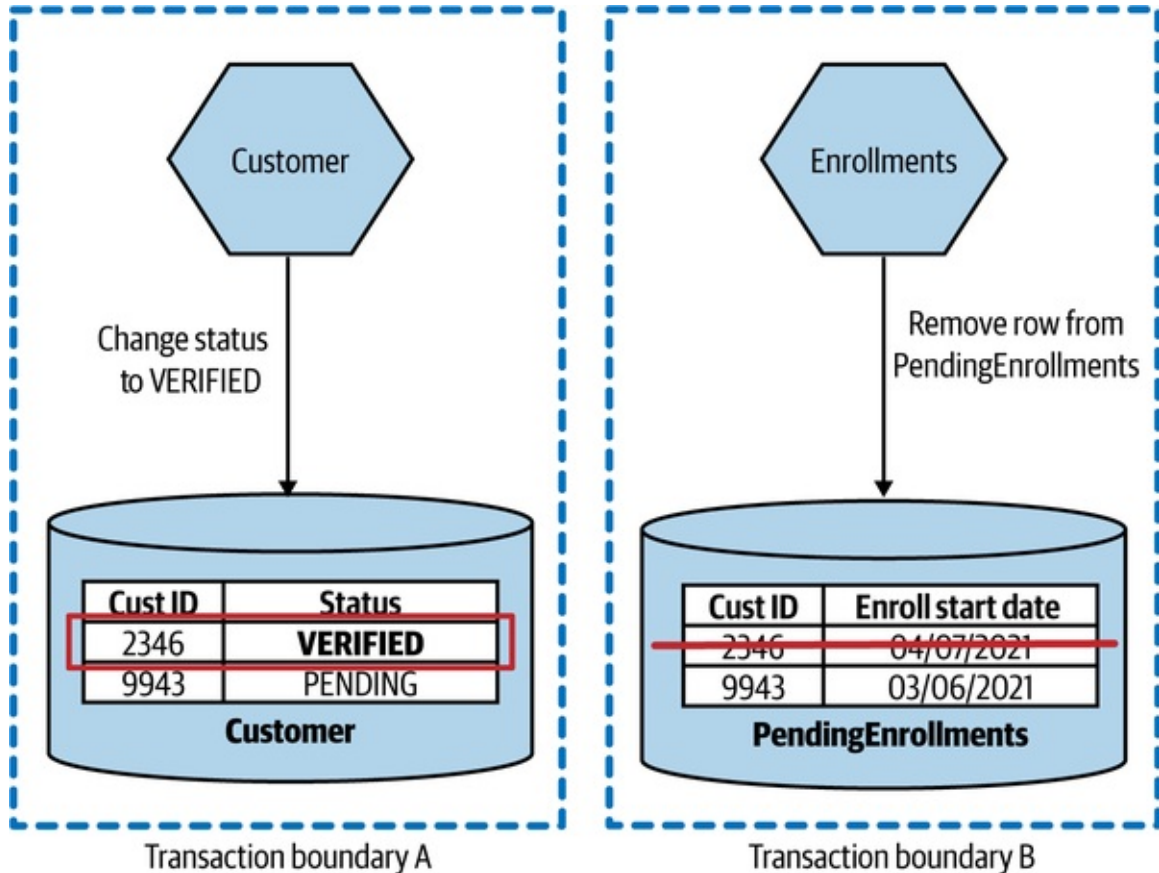 Customer
Change status
to VERIFIED
Cust ID Status
2346 VERIFIED
9943 PENDING
Customer
Transaction boundary A
Enrollments
Remove row from
PendingEnrollments
Cust ID Enroll start date
2346 04/07/2021
9943 03/06/2021
PendingEnrollments
Transaction boundary B